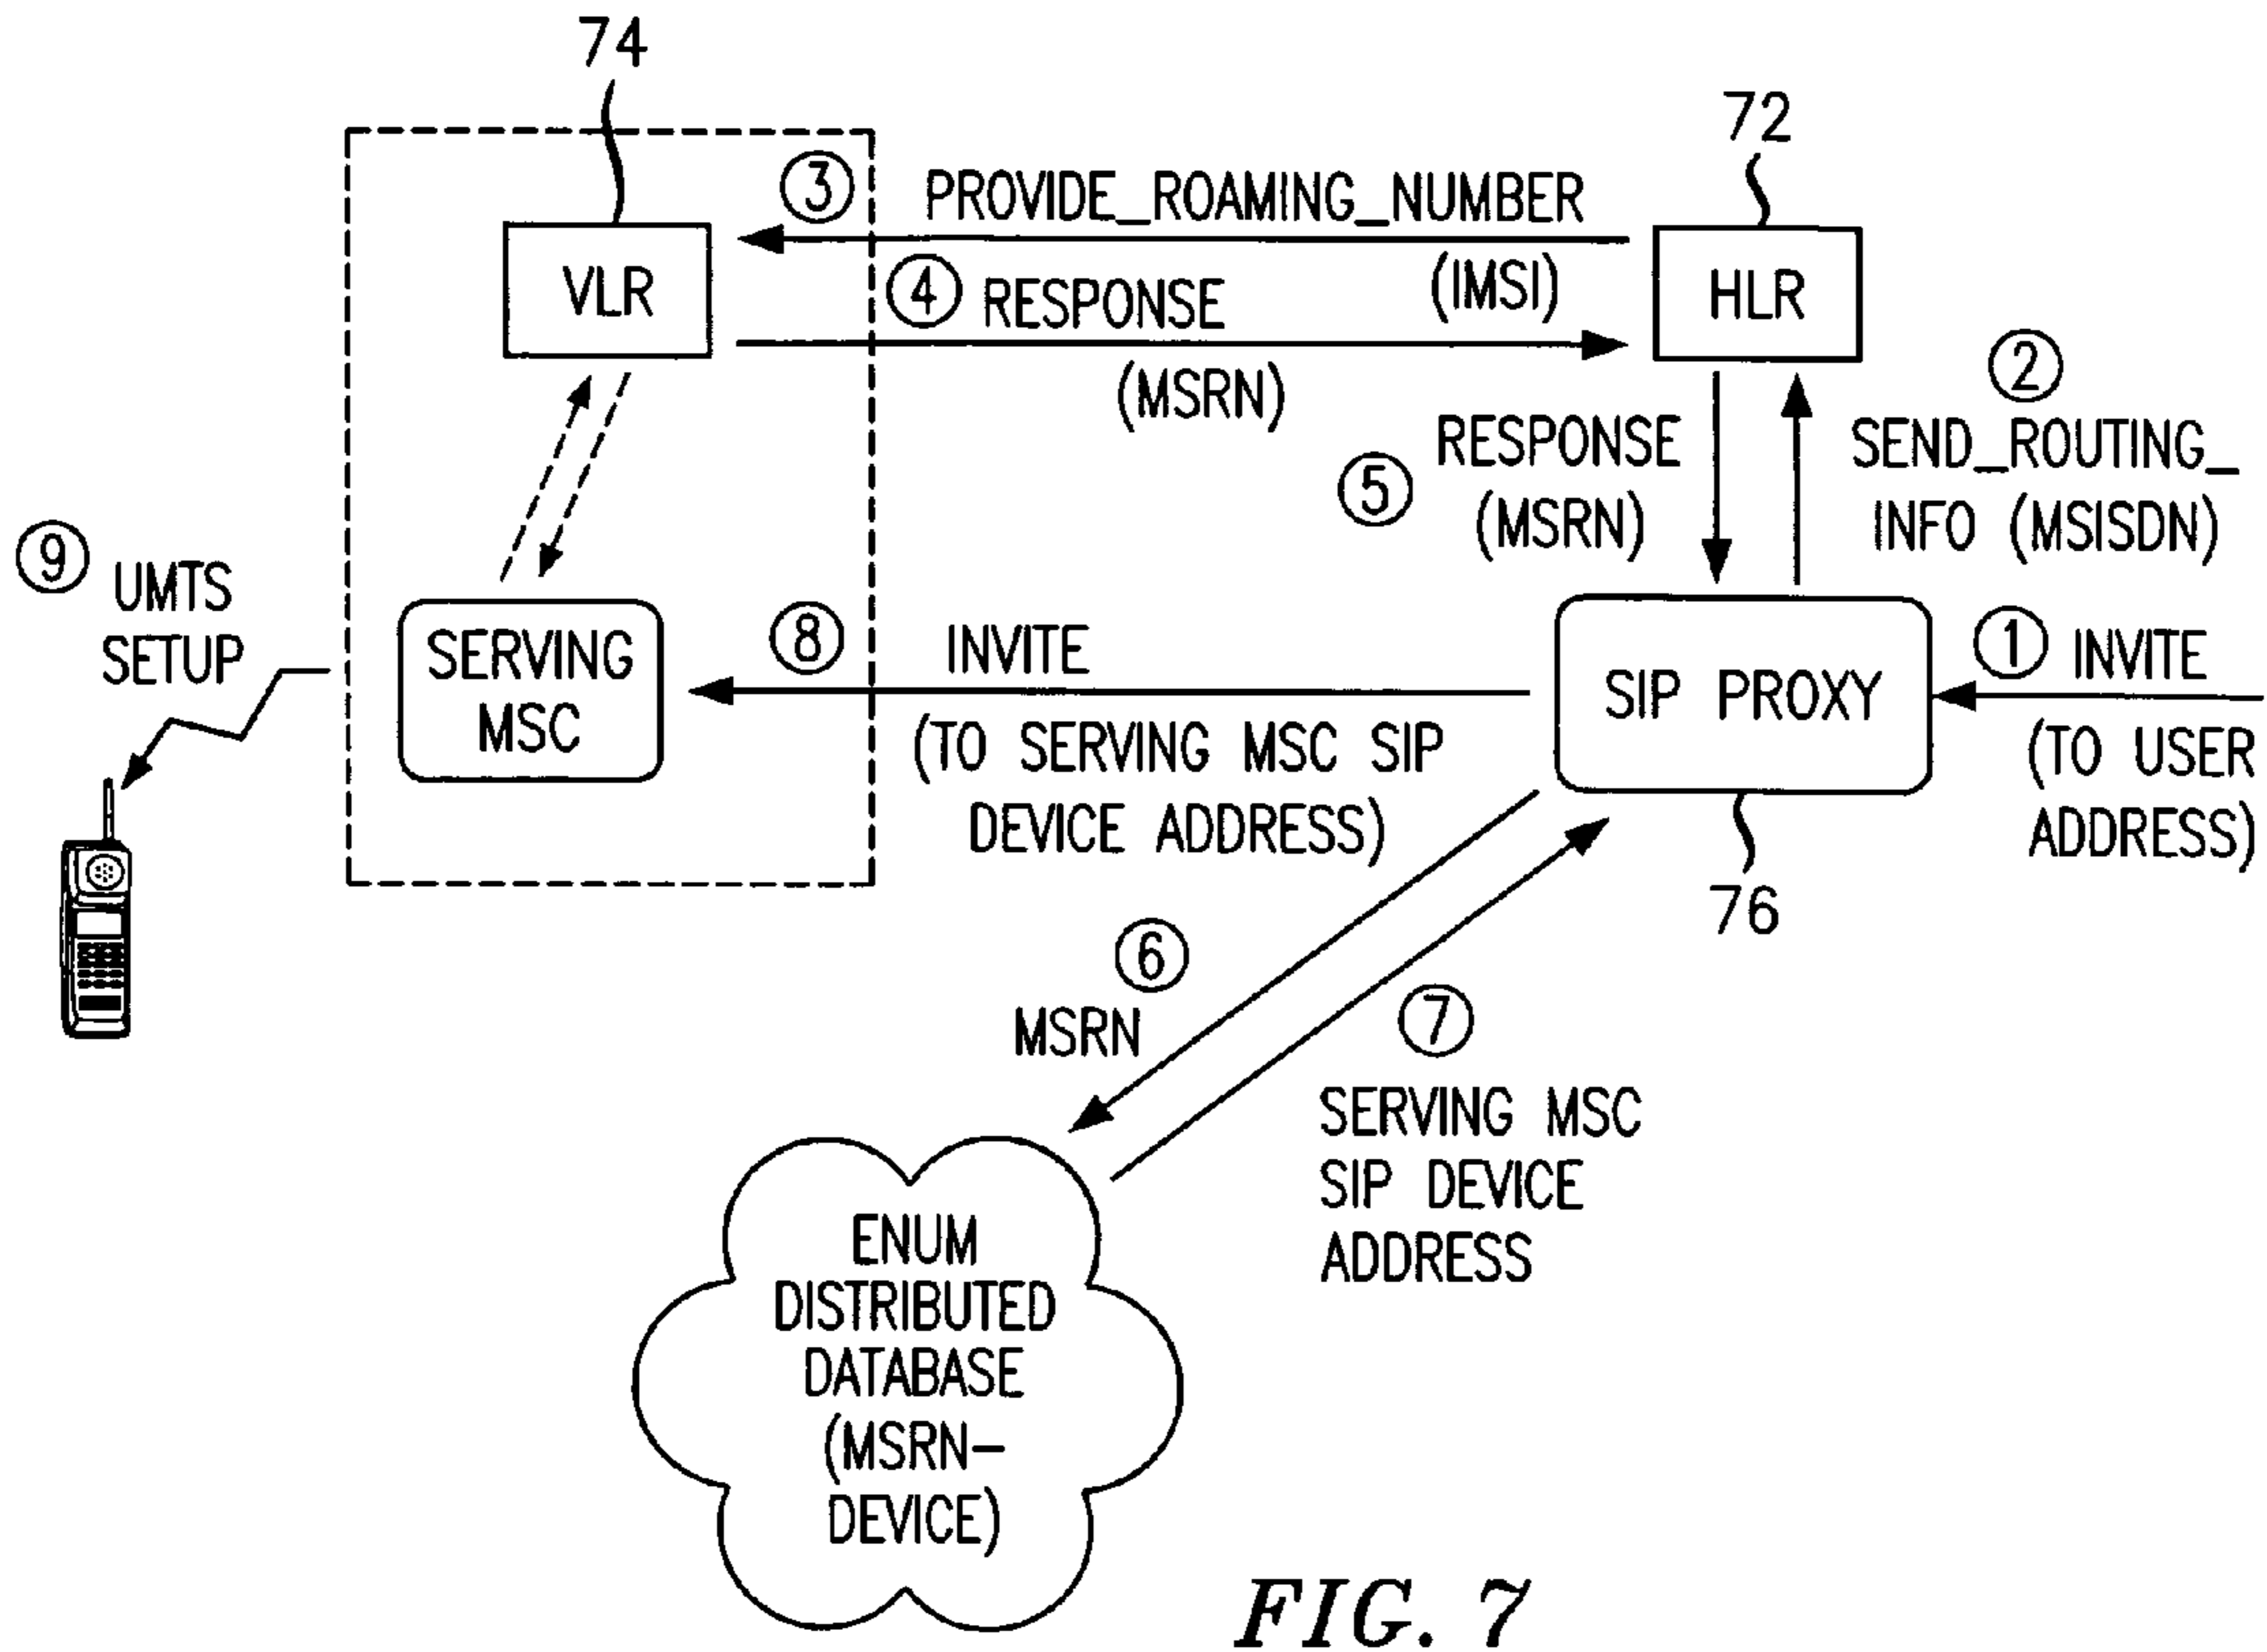 74
72
③ PROVIDE_ROAMING_NUMBER
(IMSI)
VLR
④ RESPONSE
(MSRN)
HLR
②
SEND_ROUTING_
INFO (MSISDN)
RESPONSE
⑤
(MSRN)
⑨ UMTS
SETUP
SERVING
MSC
⑧ INVITE
(TO SERVING MSC SIP
DEVICE ADDRESS)
SIP PROXY
① INVITE
(TO USER
ADDRESS)
76
⑥
MSRN
⑦
SERVING MSC
SIP DEVICE
ADDRESS
ENUM
DISTRIBUTED
DATABASE
(MSRN-
DEVICE)
FIG. 7